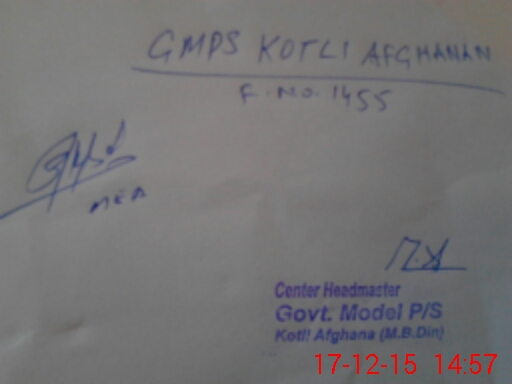 GMPS KOTLI AFGHANAN
F.NO.1455
MEA
Center Headmaster
Govt. Model P/S
Kotli Afghana (M.B.Din)
17-12-15 14:57